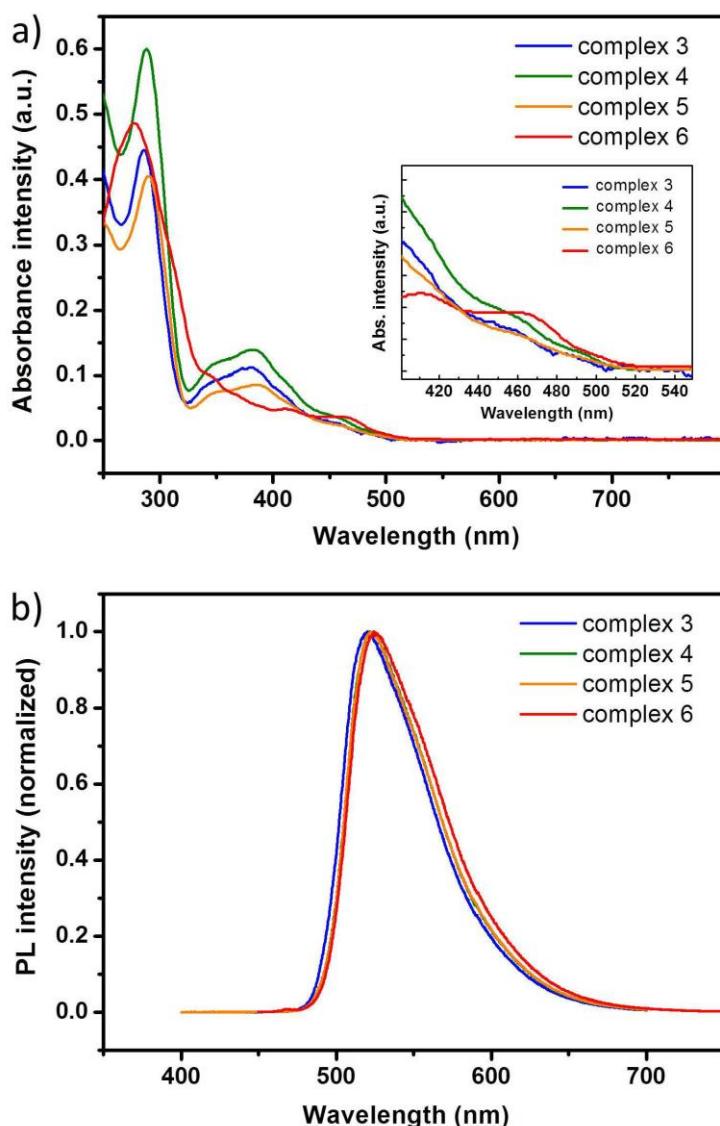 a)
0.6
0.5
0.4
0.3
0.2
0.1
0.0
Absorbance intensity (a.u.)
complex 3
complex 4
complex 5
complex 6
complex 3
complex 4
complex 5
complex 6
Abs. intensity (a.u.)
420 440 460 480 500 520 540
Wavelength (nm)
300 400 500 600 700
Wavelength (nm)
b)
1.0
0.8
0.6
0.4
0.2
0.0
PL intensity (normalized)
complex 3
complex 4
complex 5
complex 6
400 500 600 700
Wavelength (nm)